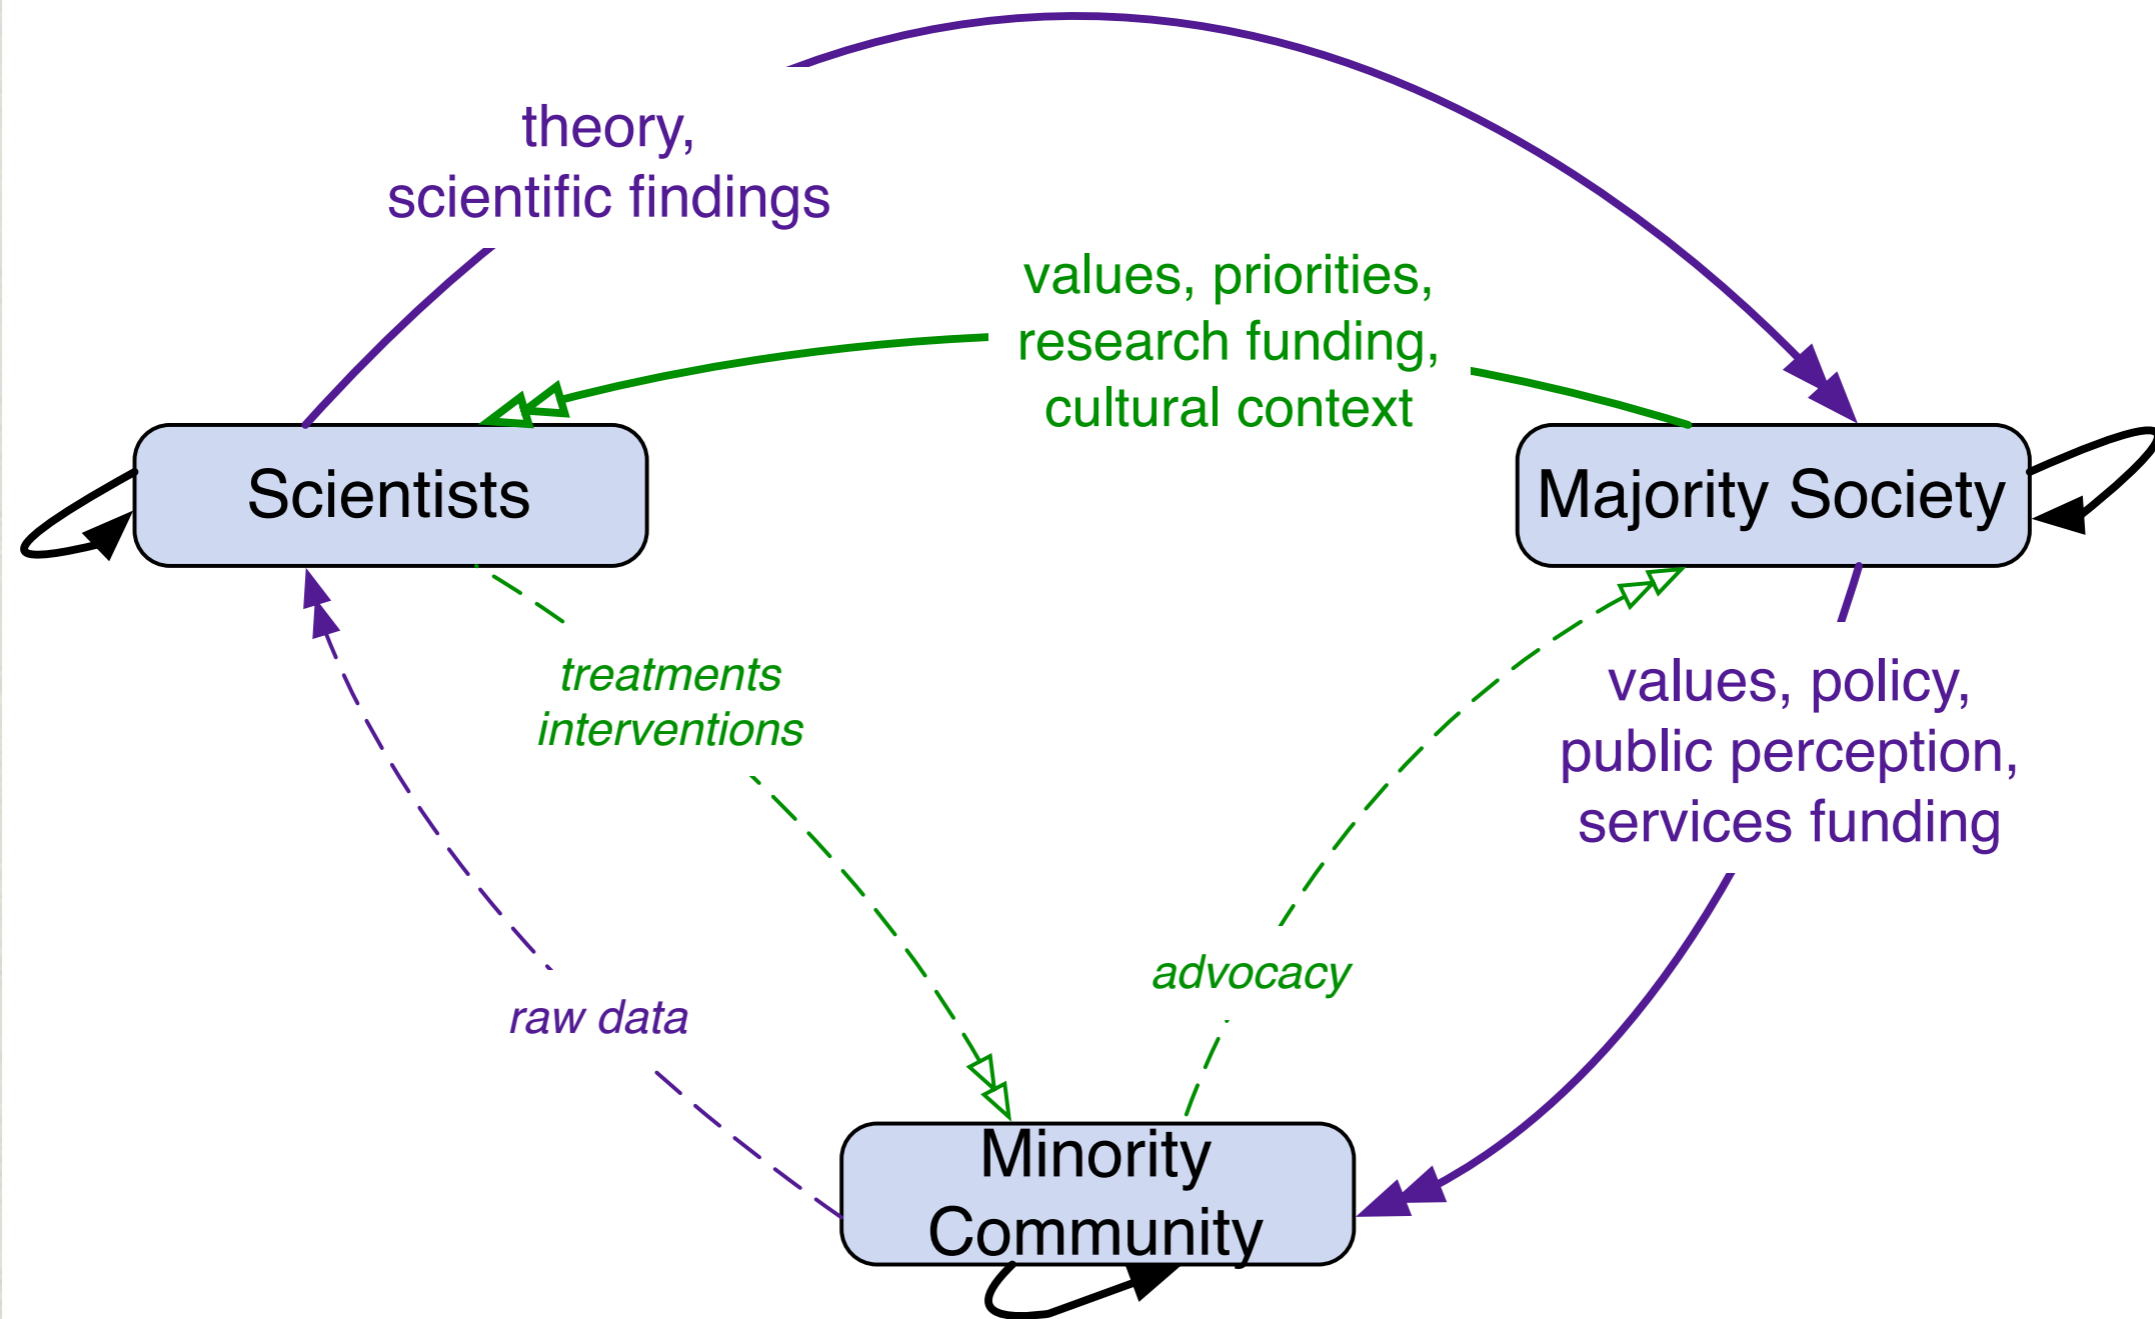 theory,
scientific findings
values, priorities,
research funding,
cultural context
Scientists
Majority Society
treatments
interventions
values, policy,
public perception,
services funding
advocacy
raw data
Minority
Community